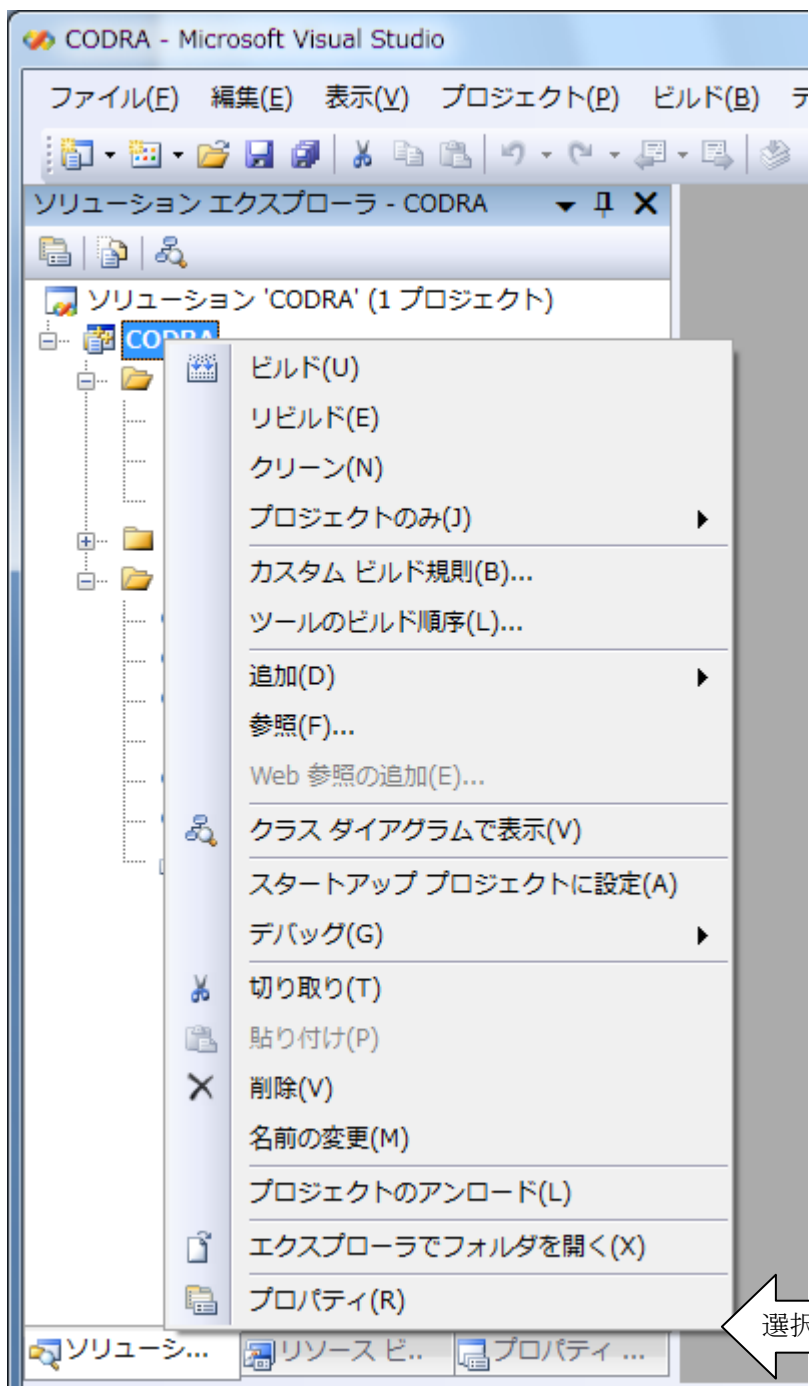 CODRA - Microsoft Visual Studio
ファイル(F) 編集(E) 表示(V) プロジェクト(P) ビルド(B) デ
ソリューション エクスプローラ - CODRA
ソリューション 'CODRA' (1 プロジェクト)
CODRA
ビルド(U)
リビルド(E)
クリーン(N)
プロジェクトのみ(J)
カスタム ビルド規則(B)...
ツールのビルド順序(L)...
追加(D)
参照(F)...
Web 参照の追加(E)...
クラス ダイアグラムで表示(V)
スタートアップ プロジェクトに設定(A)
デバッグ(G)
切り取り(T)
貼り付け(P)
削除(V)
名前の変更(M)
プロジェクトのアンロード(L)
エクスプローラでフォルダを開く(X)
プロパティ(R)
選択
ソリューシ... リソース ビ.. プロパティ ...